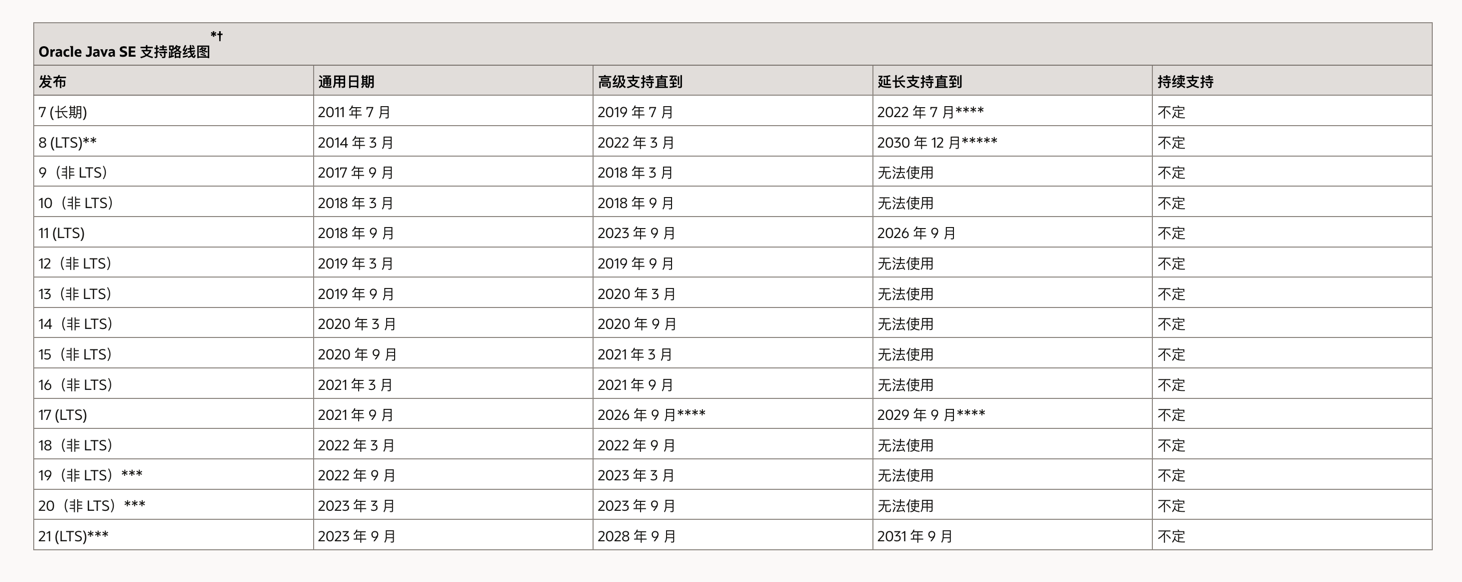 *†
Oracle Java SE 支持路线图
发布 通用日期 高级支持直到 延长支持直到 持续支持
7 (长期) 2011 年 7 月 2019 年 7 月 2022 年 7 月**** 不定
8 (LTS)** 2014 年 3 月 2022 年 3 月 2030 年 12 月***** 不定
9（非 LTS） 2017 年 9 月 2018 年 3 月 无法使用 不定
10（非 LTS） 2018 年 3 月 2018 年 9 月 无法使用 不定
11 (LTS) 2018 年 9 月 2023 年 9 月 2026 年 9 月 不定
12（非 LTS） 2019 年 3 月 2019 年 9 月 无法使用 不定
13（非 LTS） 2019 年 9 月 2020 年 3 月 无法使用 不定
14（非 LTS） 2020 年 3 月 2020 年 9 月 无法使用 不定
15（非 LTS） 2020 年 9 月 2021 年 3 月 无法使用 不定
16（非 LTS） 2021 年 3 月 2021 年 9 月 无法使用 不定
17 (LTS) 2021 年 9 月 2026 年 9 月**** 2029 年 9 月**** 不定
18（非 LTS） 2022 年 3 月 2022 年 9 月 无法使用 不定
19（非 LTS）*** 2022 年 9 月 2023 年 3 月 无法使用 不定
20（非 LTS）*** 2023 年 3 月 2023 年 9 月 无法使用 不定
21 (LTS)*** 2023 年 9 月 2028 年 9 月 2031 年 9 月 不定